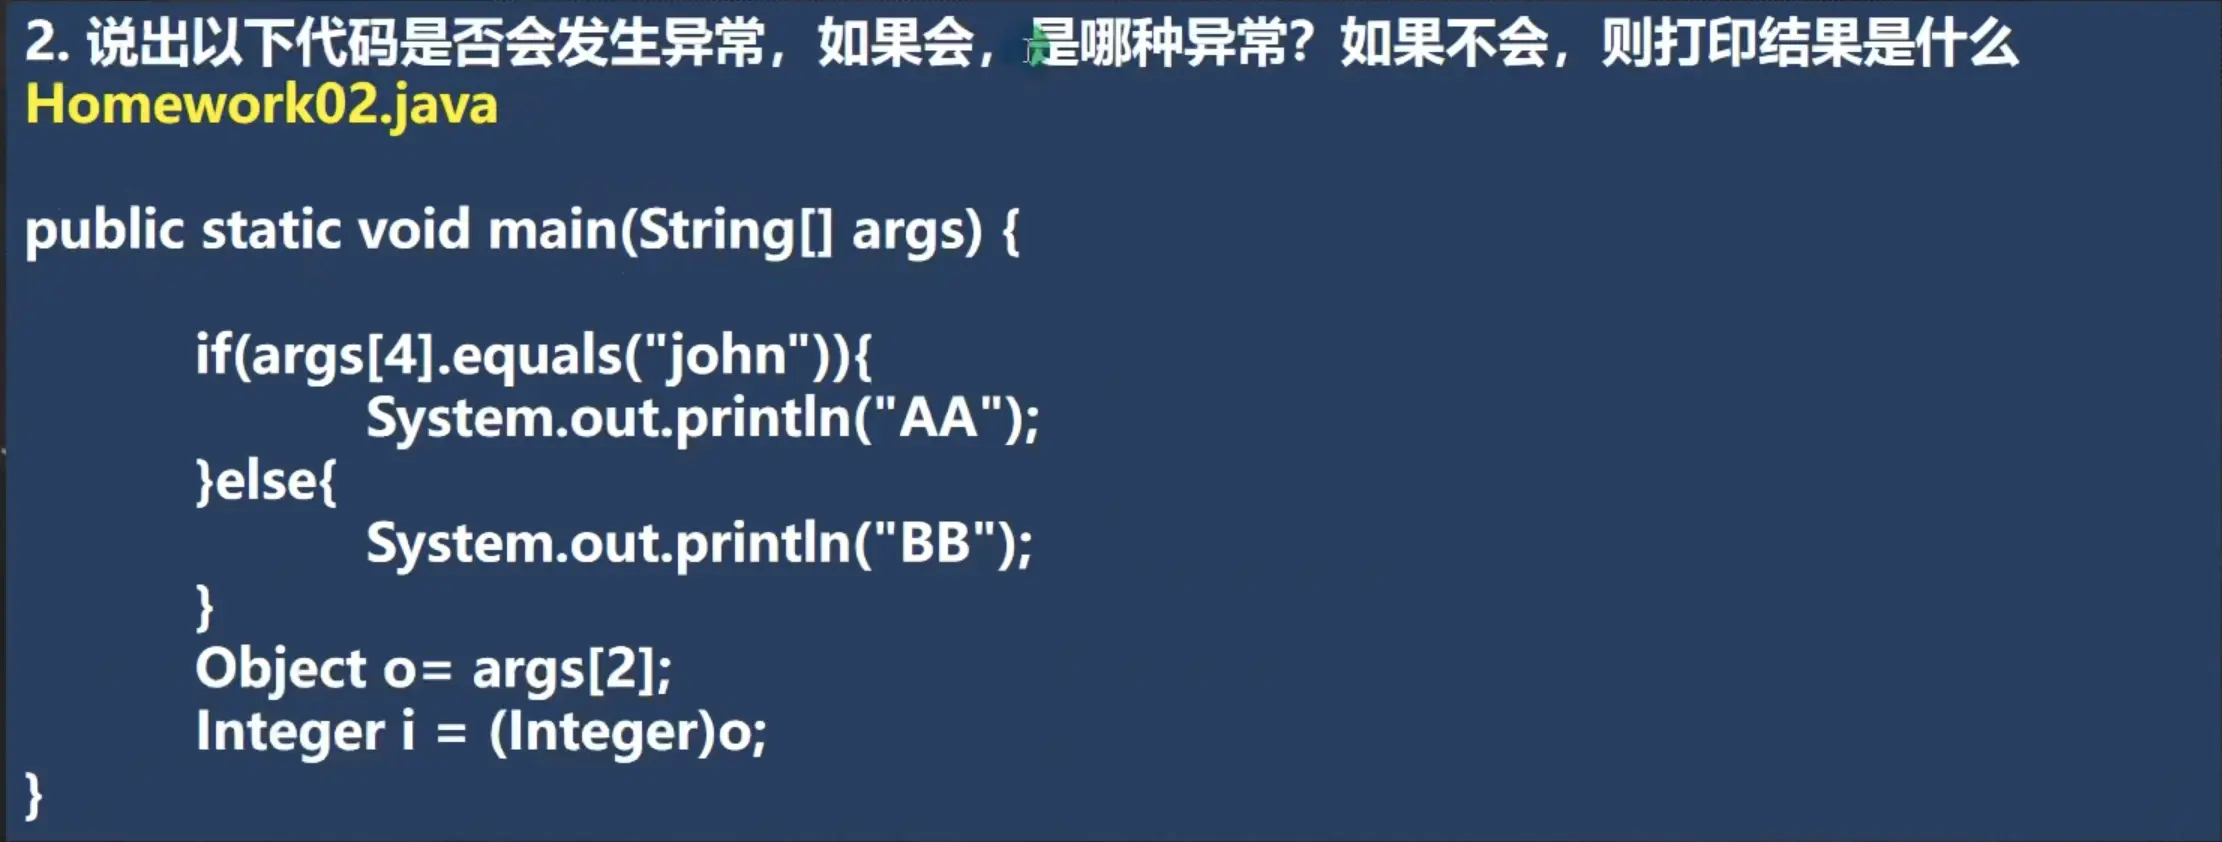 2. 说出以下代码是否会发生异常，如果会，是哪种异常？如果不会，则打印结果是什么
Homework02.java
public static void main(String[] args) {
if(args[4].equals("john")){
System.out.println("AA");
}else{
System.out.println("BB");
}
Object o= args[2];
Integer i = (Integer)o;
}